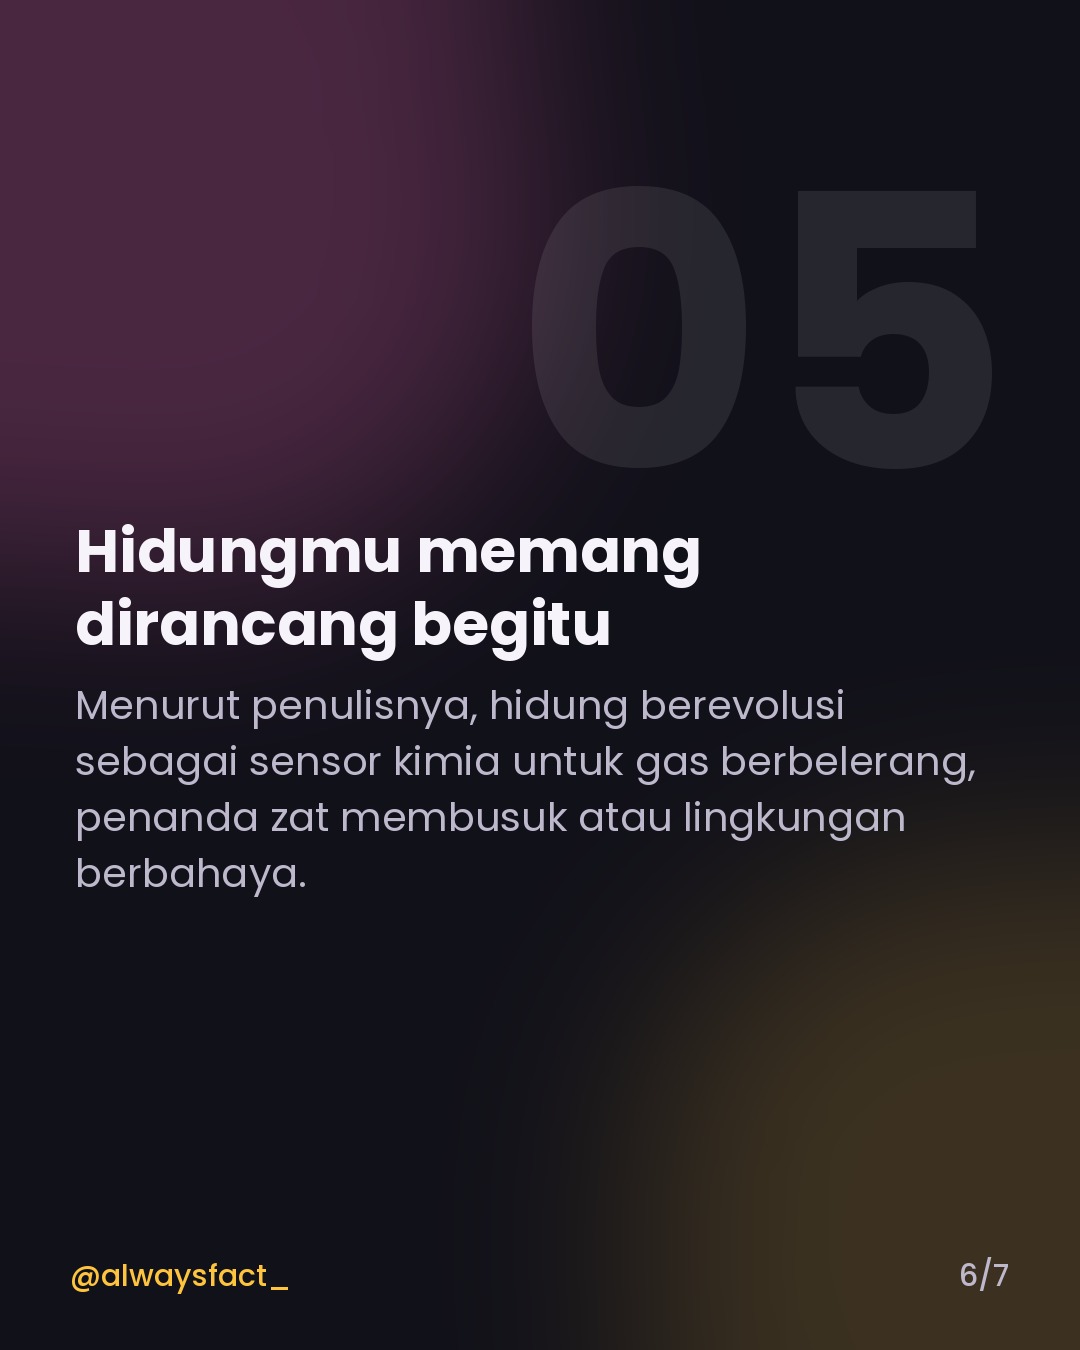 05
Hidungmu memang
dirancang begitu
Menurut penulisnya, hidung berevolusi
sebagai sensor kimia untuk gas berbelerang,
penanda zat membusuk atau lingkungan
berbahaya.
@alwaysfact_
6/7